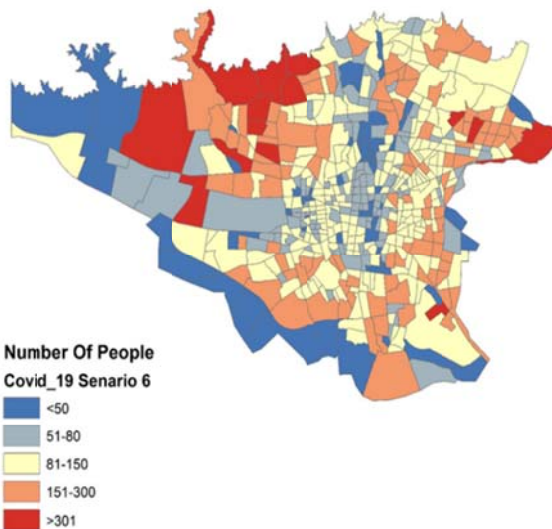 Number Of People
Covid_19 Senario 6
<50
51-80
81-150
151-300
>301